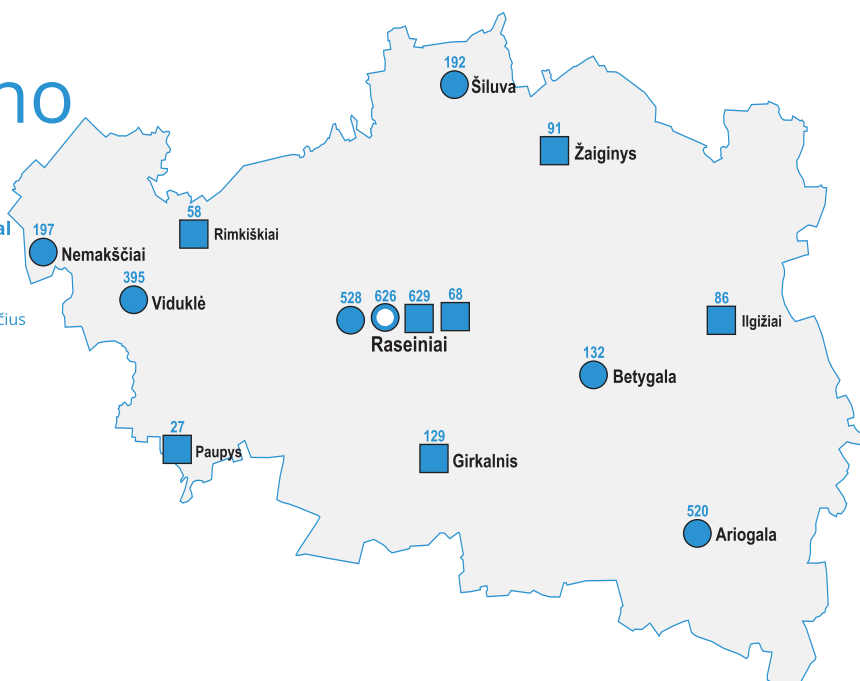 no
192
Šiluva
91
Žaiginys
58
Rimkiškiai
197
Nemakščiai
395
Viduklė
528 626 629 68
Raseiniai
86
Ilgižiai
132
Betygala
27
Paupys
129
Girkalnis
520
Ariogala